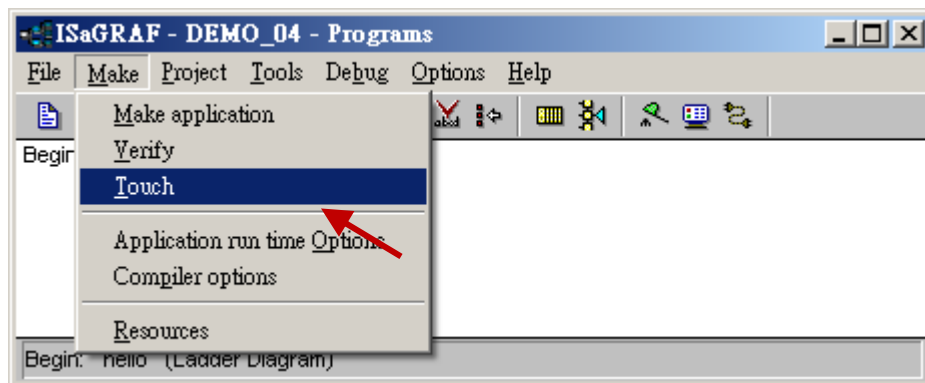 ISaGRAF - DEMO_04 - Programs
File Make Project Tools Debug Options Help
Make application
Begin
Verify
Touch
Application run time Options
Compiler options
Resources
Begin: hello (Ladder Diagram)